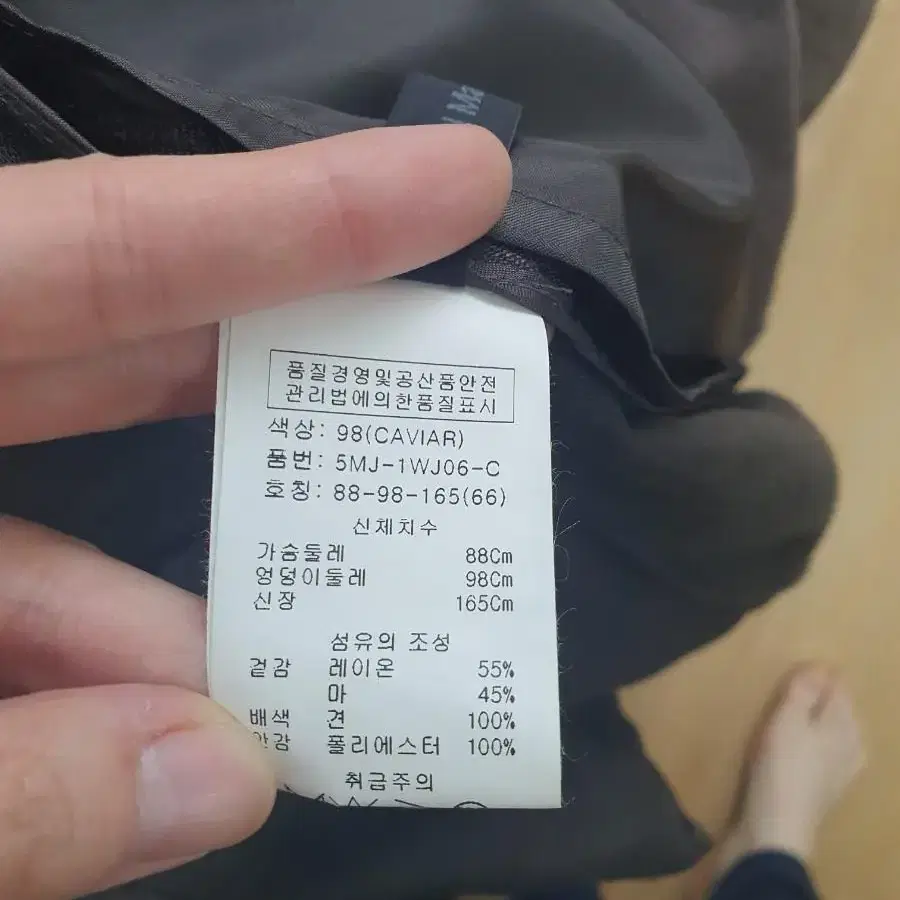 품질경영및공산품안전
관리법에의한품질표시
색상: 98(CAVIAR)
품번: 5MJ-1WJ06-C
호칭: 88-98-165(66)
신체치수
가슴둘레 88Cm
엉덩이둘레 98Cm
신장 165Cm
섬유의 조성
겉감 레이온 55%
마 45%
배색 견 100%
안감 폴리에스터 100%
취급주의